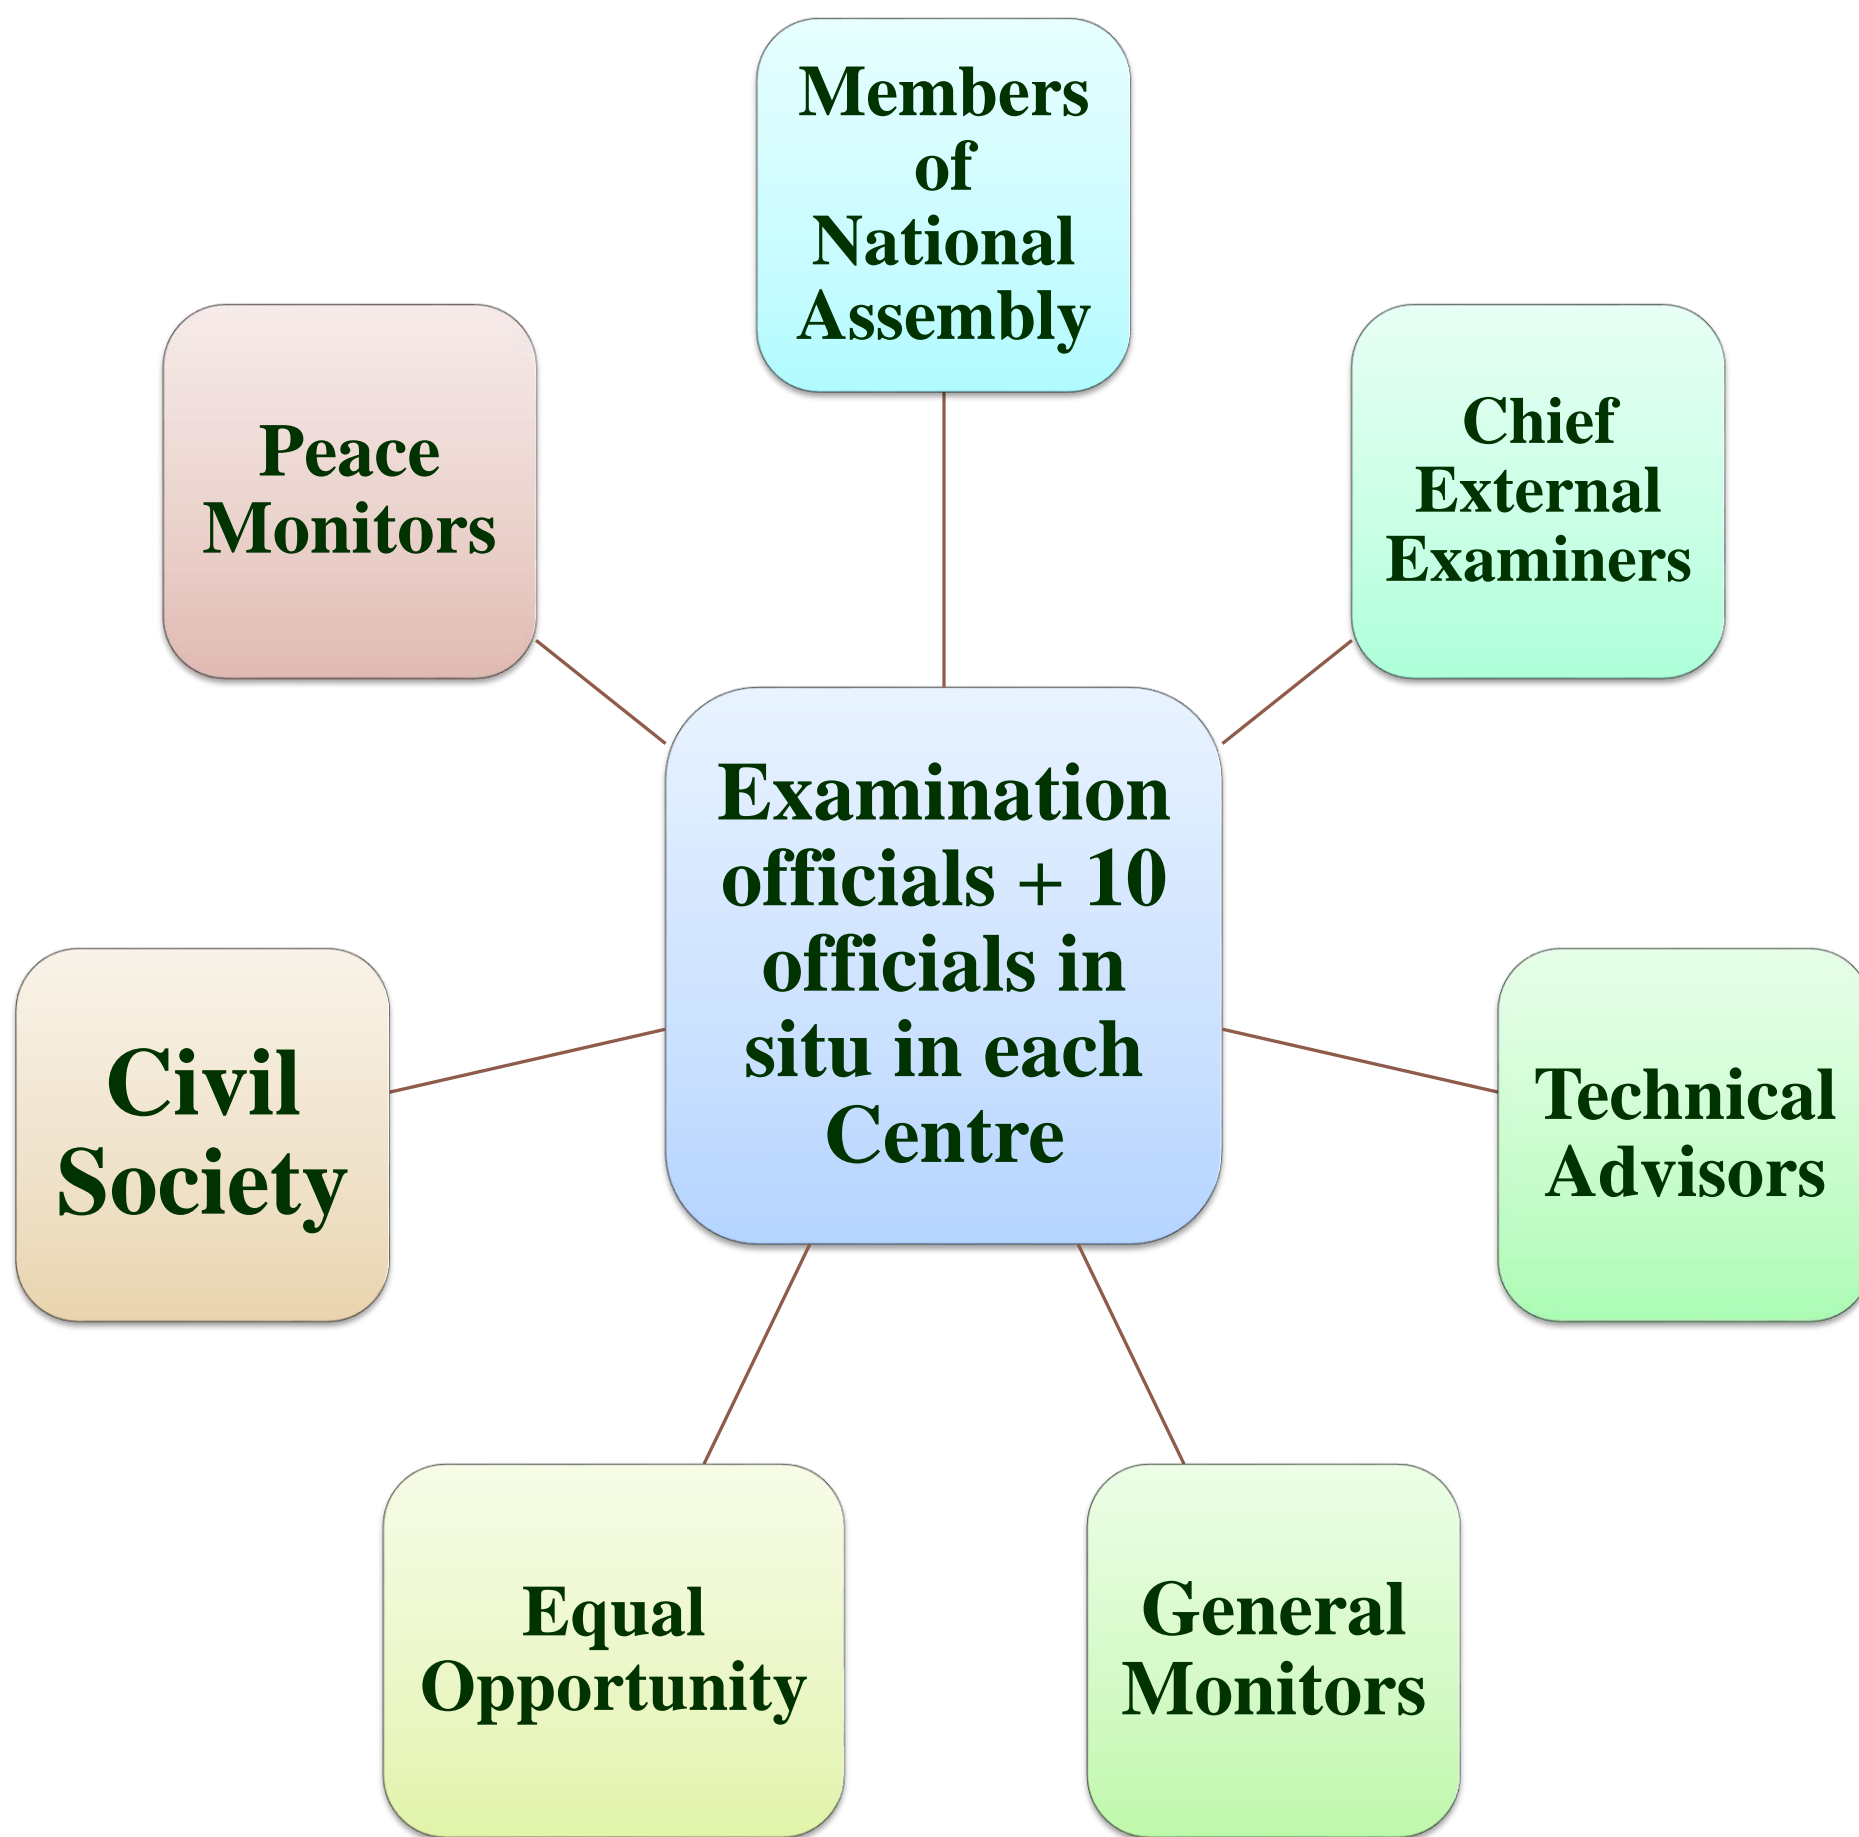 Members
of
National
Assembly
Chief
External
Examiners
Peace
Monitors
Examination
officials + 10
officials in
situ in each
Centre
Technical
Advisors
Civil
Society
General
Monitors
Equal
Opportunity